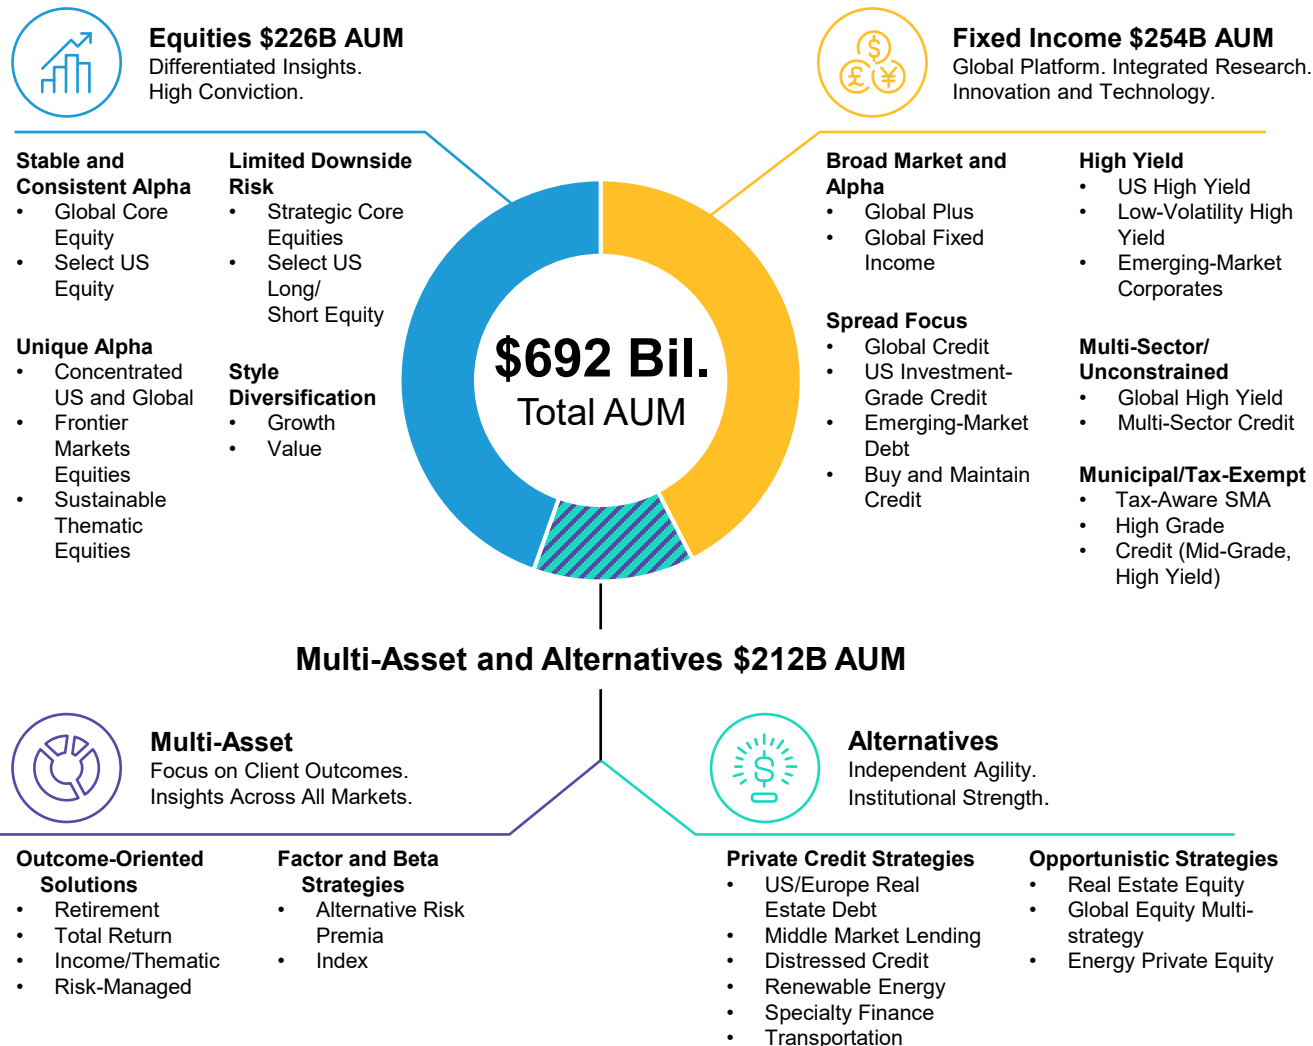 Equities $226B AUM
Differentiated Insights.
High Conviction.
Stable and
Consistent Alpha
• Global Core
Equity
• Select US
Equity
Unique Alpha
• Concentrated
US and Global
• Frontier
Markets
Equities
• Sustainable
Thematic
Equities
Limited Downside
Risk
• Strategic Core
Equities
• Select US
Long/
Short Equity
Style
Diversification
• Growth
• Value
$692 Bil.
Total AUM
Fixed Income $254B AUM
Global Platform. Integrated Research.
Innovation and Technology.
Broad Market and
Alpha
• Global Plus
• Global Fixed
Income
Spread Focus
• Global Credit
• US Investment-
Grade Credit
• Emerging-Market
Debt
• Buy and Maintain
Credit
High Yield
• US High Yield
• Low-Volatility High
Yield
• Emerging-Market
Corporates
Multi-Sector/
Unconstrained
• Global High Yield
• Multi-Sector Credit
Municipal/Tax-Exempt
• Tax-Aware SMA
• High Grade
• Credit (Mid-Grade,
High Yield)
Multi-Asset and Alternatives $212B AUM
Multi-Asset
Focus on Client Outcomes.
Insights Across All Markets.
Outcome-Oriented
Solutions
• Retirement
• Total Return
• Income/Thematic
• Risk-Managed
Factor and Beta
Strategies
• Alternative Risk
Premia
• Index
Alternatives
Independent Agility.
Institutional Strength.
Private Credit Strategies
• US/Europe Real
Estate Debt
• Middle Market Lending
• Distressed Credit
• Renewable Energy
• Specialty Finance
• Transportation
Opportunistic Strategies
• Real Estate Equity
• Global Equity Multi-
strategy
• Energy Private Equity